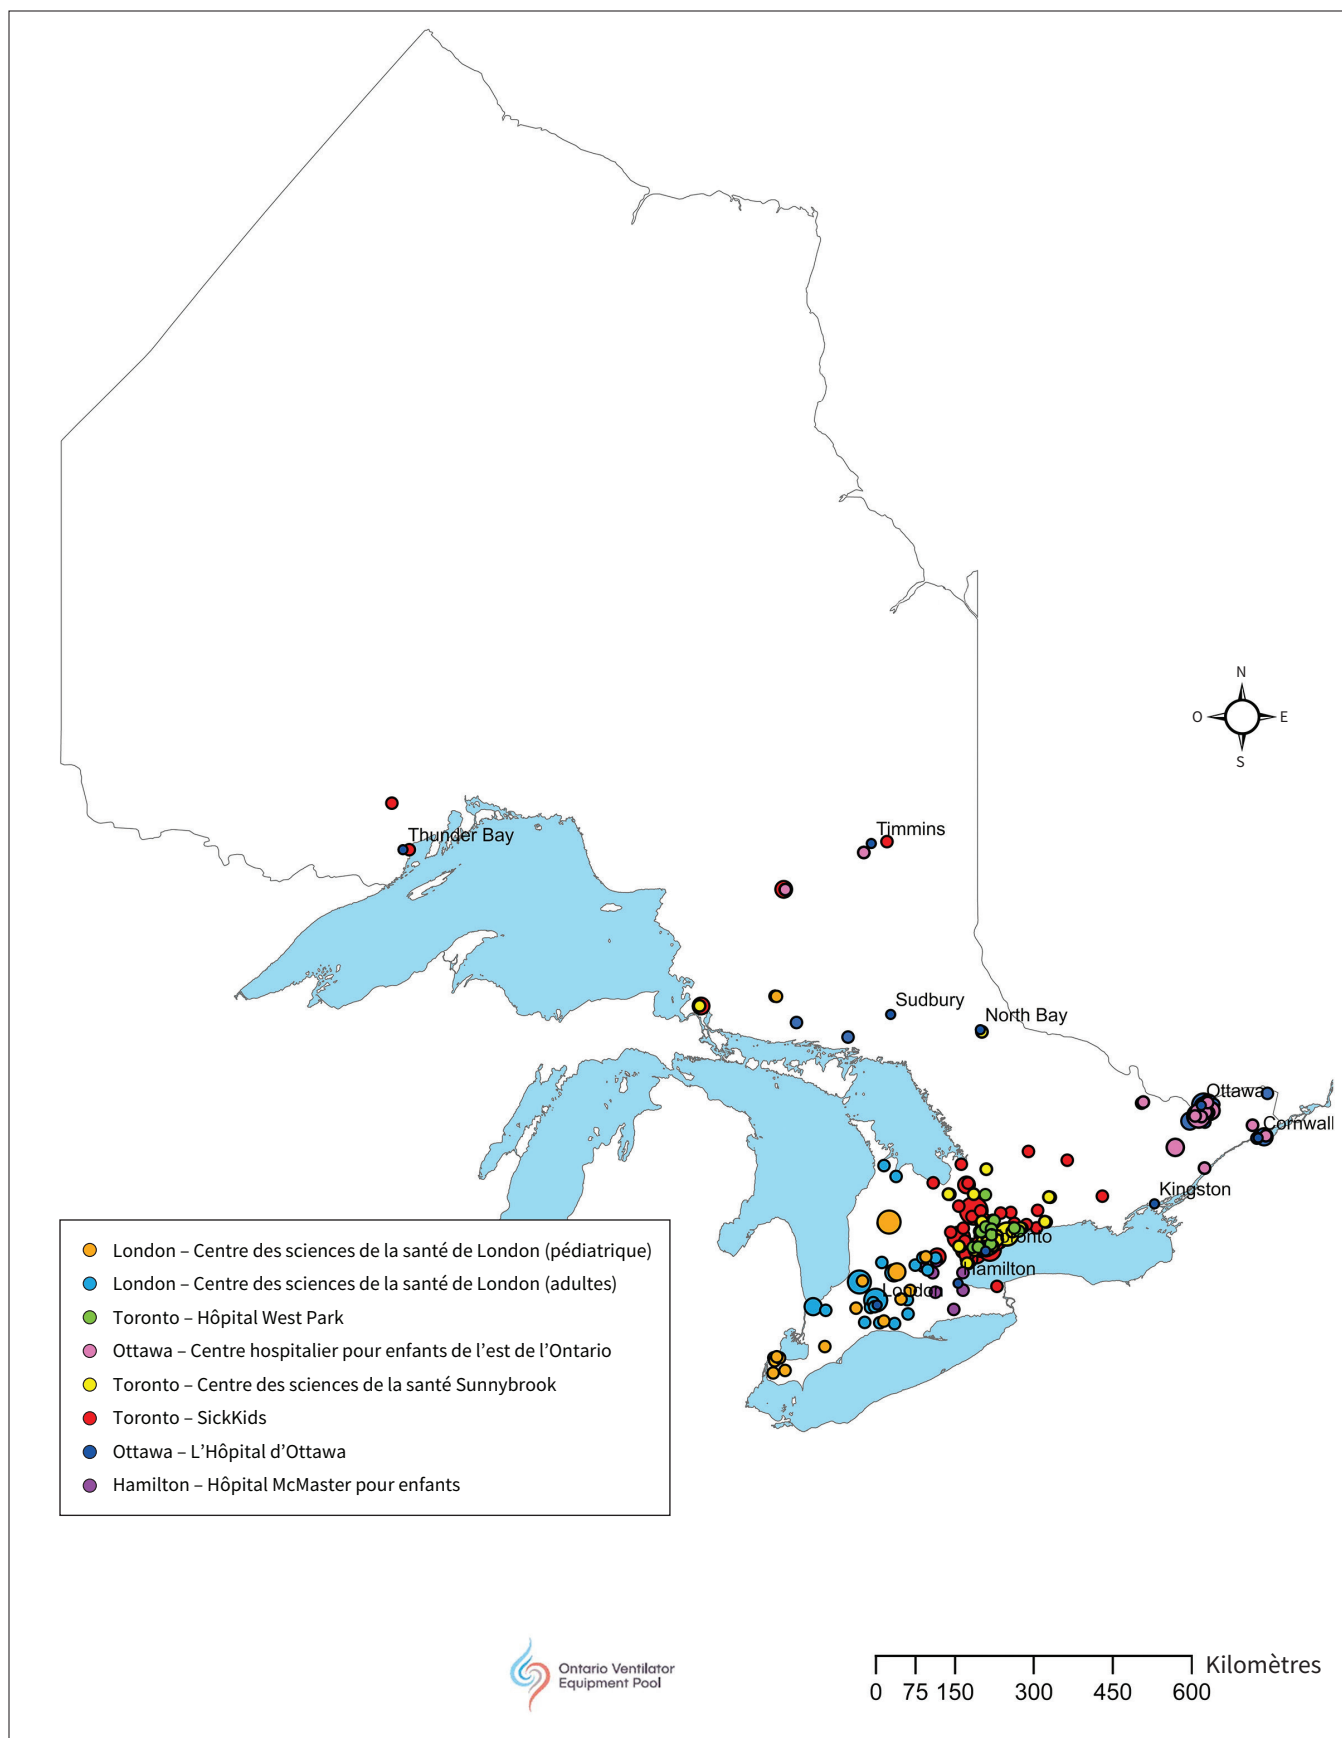 N
O
E
S
Thunder Bay
Timmins
Sudbury
North Bay
Ottawa
Cornwall
Kingston
Toronto
Hamilton
London
London – Centre des sciences de la santé de London (pédiatrique)
London – Centre des sciences de la santé de London (adultes)
Toronto – Hôpital West Park
Ottawa – Centre hospitalier pour enfants de l’est de l’Ontario
Toronto – Centre des sciences de la santé Sunnybrook
Toronto – SickKids
Ottawa – L’Hôpital d’Ottawa
Hamilton – Hôpital McMaster pour enfants
Ontario Ventilator
Equipment Pool
Kilomètres
0 75 150 300 450 600